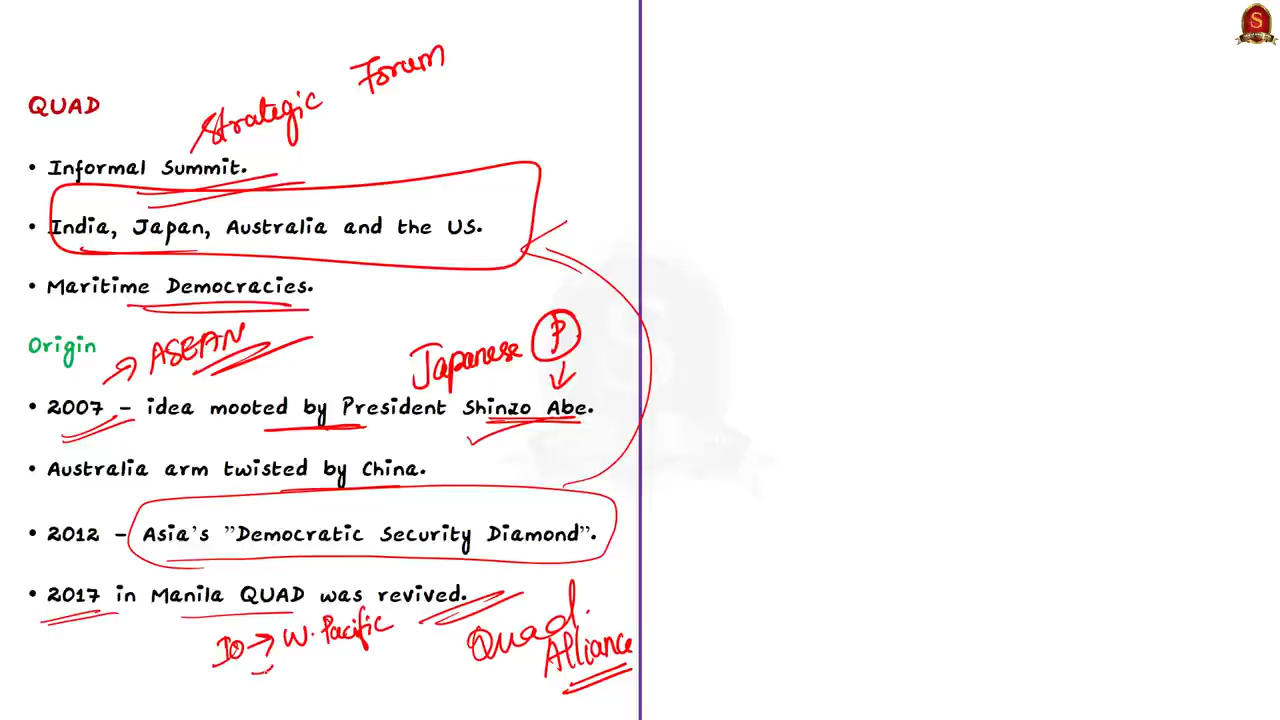 Strategic Forum
QUAD
• Informal Summit.
• India, Japan, Australia and the US.
• Maritime Democracies.
Origin
→ ASEAN
Japanese P
• 2007 - idea mooted by President Shinzo Abe.
• Australia arm twisted by China.
• 2012 - Asia's "Democratic Security Diamond".
• 2017 in Manila QUAD was revived.
IO → W. Pacific
Quad
Alliance
S